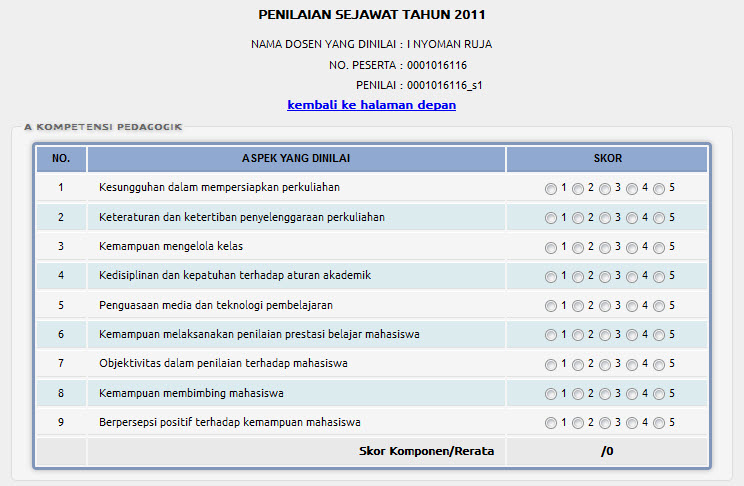 PENILAIAN SEJAWAT TAHUN 2011
NAMA DOSEN YANG DINILAI : I NYOMAN RUJA
NO. PESERTA : 0001016116
PENILAI : 0001016116_s1
kembali ke halaman depan
A KOMPETENSI PEDAGOGIK
NO. ASPEK YANG DINILAI SKOR
1 Kesungguhan dalam mempersiapkan perkuliahan 1 2 3 4 5
2 Keteraturan dan ketertiban penyelenggaraan perkuliahan 1 2 3 4 5
3 Kemampuan mengelola kelas 1 2 3 4 5
4 Kedisiplinan dan kepatuhan terhadap aturan akademik 1 2 3 4 5
5 Penguasaan media dan teknologi pembelajaran 1 2 3 4 5
6 Kemampuan melaksanakan penilaian prestasi belajar mahasiswa 1 2 3 4 5
7 Objektivitas dalam penilaian terhadap mahasiswa 1 2 3 4 5
8 Kemampuan membimbing mahasiswa 1 2 3 4 5
9 Berpersepsi positif terhadap kemampuan mahasiswa 1 2 3 4 5
Skor Komponen/Rerata /0